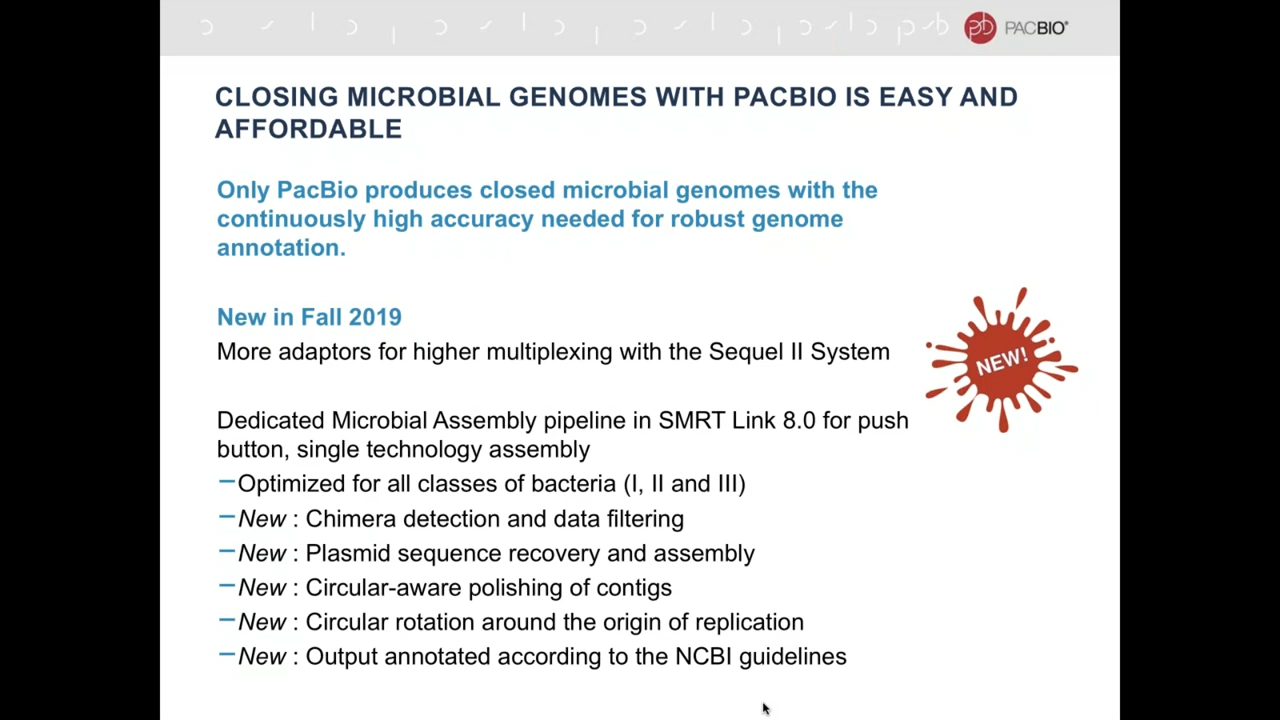 PACBIO®
CLOSING MICROBIAL GENOMES WITH PACBIO IS EASY AND
AFFORDABLE
Only PacBio produces closed microbial genomes with the
continuously high accuracy needed for robust genome
annotation.
New in Fall 2019
More adaptors for higher multiplexing with the Sequel II System
NEW!
Dedicated Microbial Assembly pipeline in SMRT Link 8.0 for push
button, single technology assembly
–Optimized for all classes of bacteria (I, II and III)
–New : Chimera detection and data filtering
–New : Plasmid sequence recovery and assembly
–New : Circular-aware polishing of contigs
–New : Circular rotation around the origin of replication
–New : Output annotated according to the NCBI guidelines